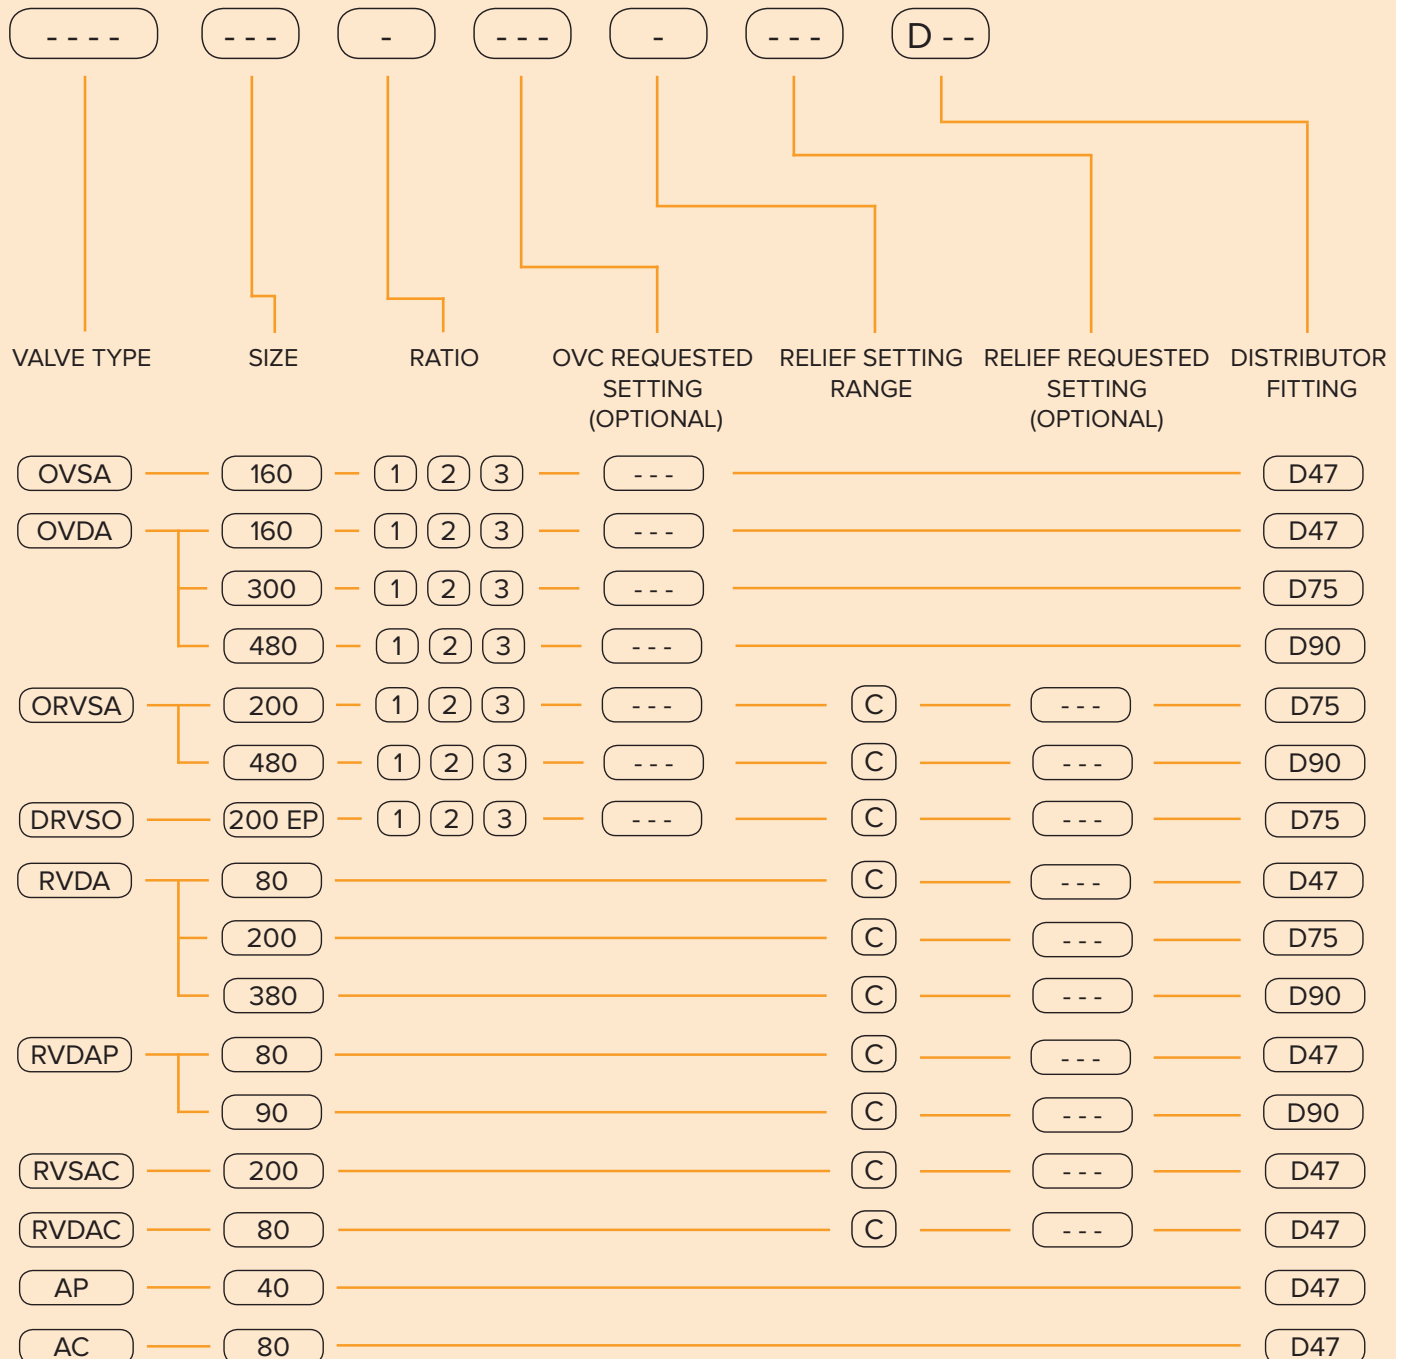 - - - - - - - - - - - - - - - - D - -
VALVE TYPE SIZE RATIO OVC REQUESTED RELIEF SETTING RELIEF REQUESTED DISTRIBUTOR
SETTING RANGE SETTING FITTING
(OPTIONAL) (OPTIONAL)
OVSA 160 1 2 3 - - - D47
OVDA 160 1 2 3 - - - D47
300 1 2 3 - - - D75
480 1 2 3 - - - D90
ORVSA 200 1 2 3 - - - C - - - D75
480 1 2 3 - - - C - - - D90
DRVSO 200 EP 1 2 3 - - - C - - - D75
RVDA 80 C - - - D47
200 C - - - D75
380 C - - - D90
RVDAP 80 C - - - D47
90 C - - - D90
RVSAC 200 C - - - D47
RVDAC 80 C - - - D47
AP 40 D47
AC 80 D47